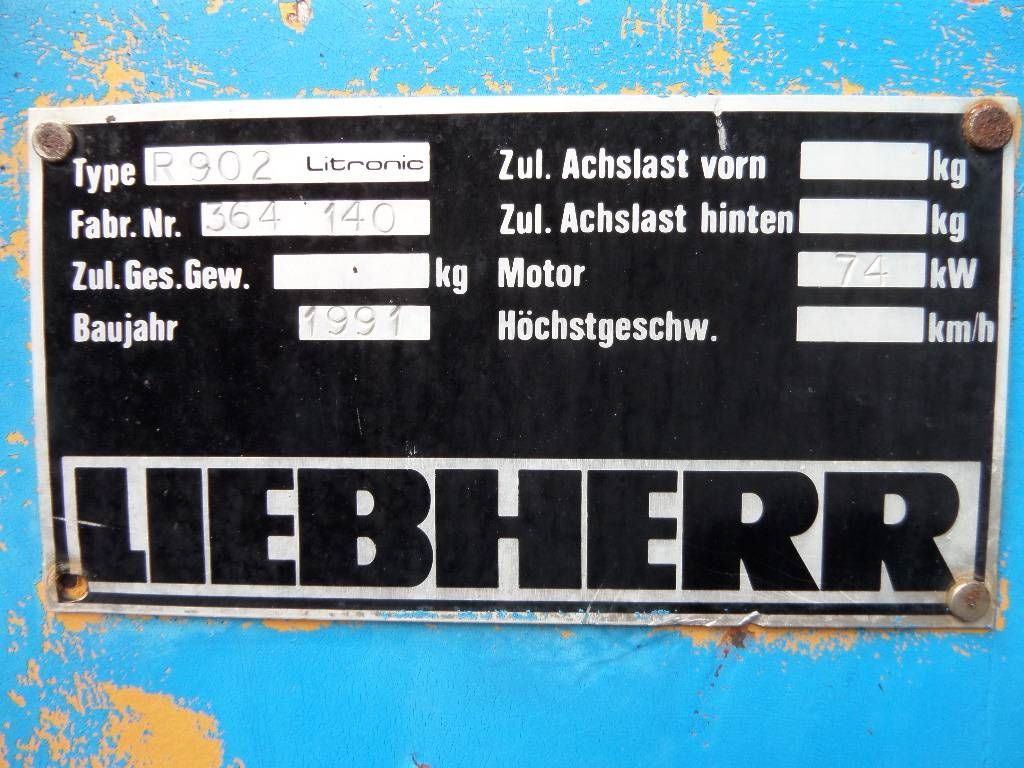 Type R 902 Litronic
Fabr. Nr. 364 140
Zul. Ges. Gew. kg
Baujahr 1991
Zul. Achslast vorn kg
Zul. Achslast hinten kg
Motor 74 kW
Höchstgeschw. km/h
LIEBHERR